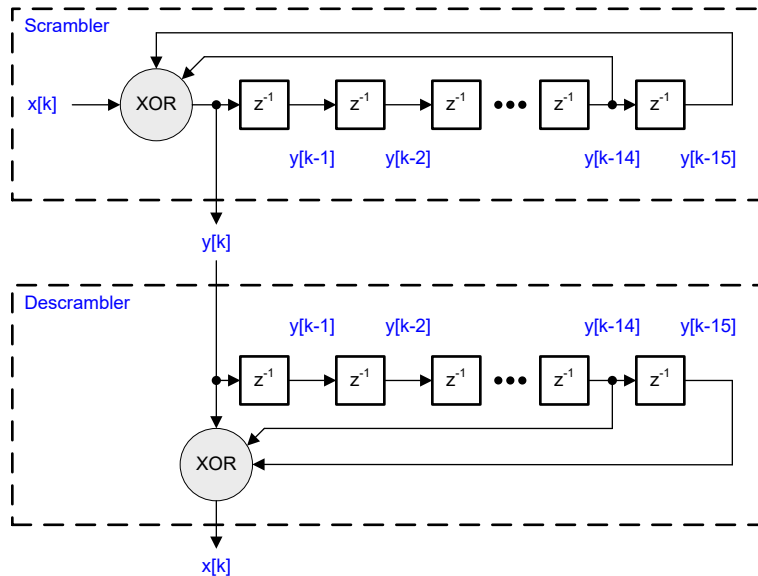 Scrambler
x[k]
XOR
z⁻¹
z⁻¹
z⁻¹
z⁻¹
z⁻¹
y[k-1]
y[k-2]
y[k-14]
y[k-15]
y[k]
Descrambler
y[k-1]
y[k-2]
y[k-14]
y[k-15]
z⁻¹
z⁻¹
z⁻¹
z⁻¹
z⁻¹
XOR
x[k]